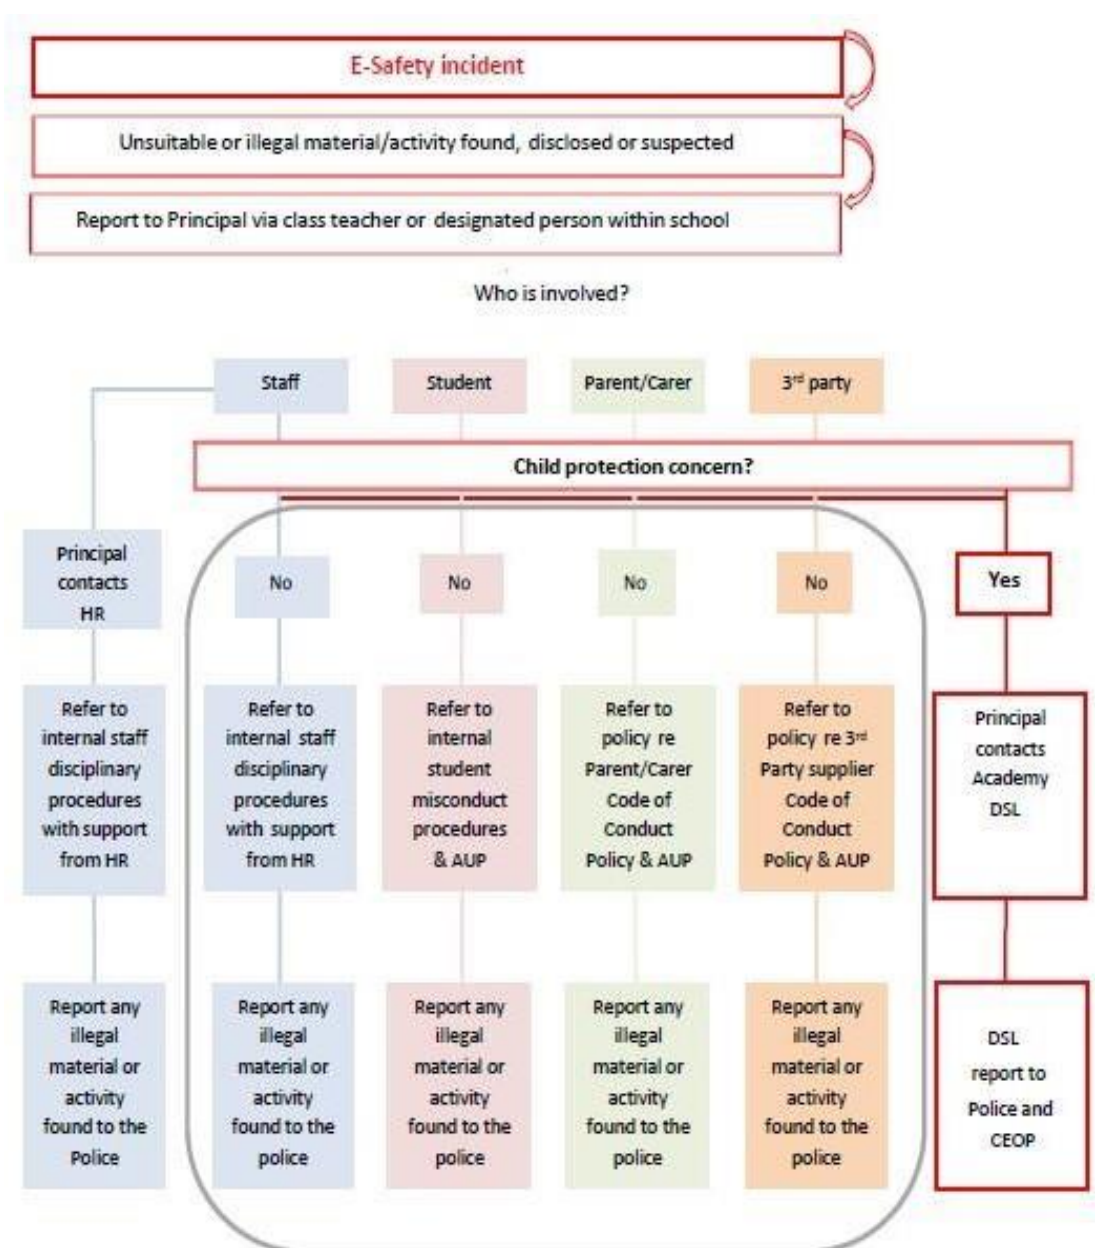 E-Safety incident
Unsuitable or illegal material/activity found, disclosed or suspected
Report to Principal via class teacher or designated person within school
Who is involved?
Staff
Student
Parent/Carer
3rd party
Child protection concern?
Principal
contacts
HR
No
No
No
No
Yes
Refer to
internal staff
disciplinary
procedures
with support
from HR
Refer to
internal staff
disciplinary
procedures
with support
from HR
Refer to
internal
student
misconduct
procedures
& AUP
Refer to
policy re
Parent/Carer
Code of
Conduct
Policy & AUP
Refer to
policy re 3rd
Party supplier
Code of
Conduct
Policy & AUP
Principal
contacts
Academy
DSL
Report any
illegal
material or
activity
found to the
Police
Report any
illegal
material or
activity
found to the
police
Report any
illegal
material or
activity
found to the
police
Report any
illegal
material or
activity
found to the
police
Report any
illegal
material or
activity
found to the
police
DSL
report to
Police and
CEOP